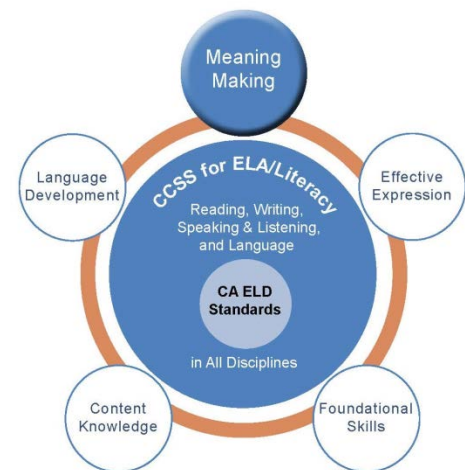 Meaning
Making
Language
Development
Effective
Expression
CCSS for ELA/Literacy
Reading, Writing,
Speaking & Listening,
and Language
CA ELD
Standards
in All Disciplines
Content
Knowledge
Foundational
Skills